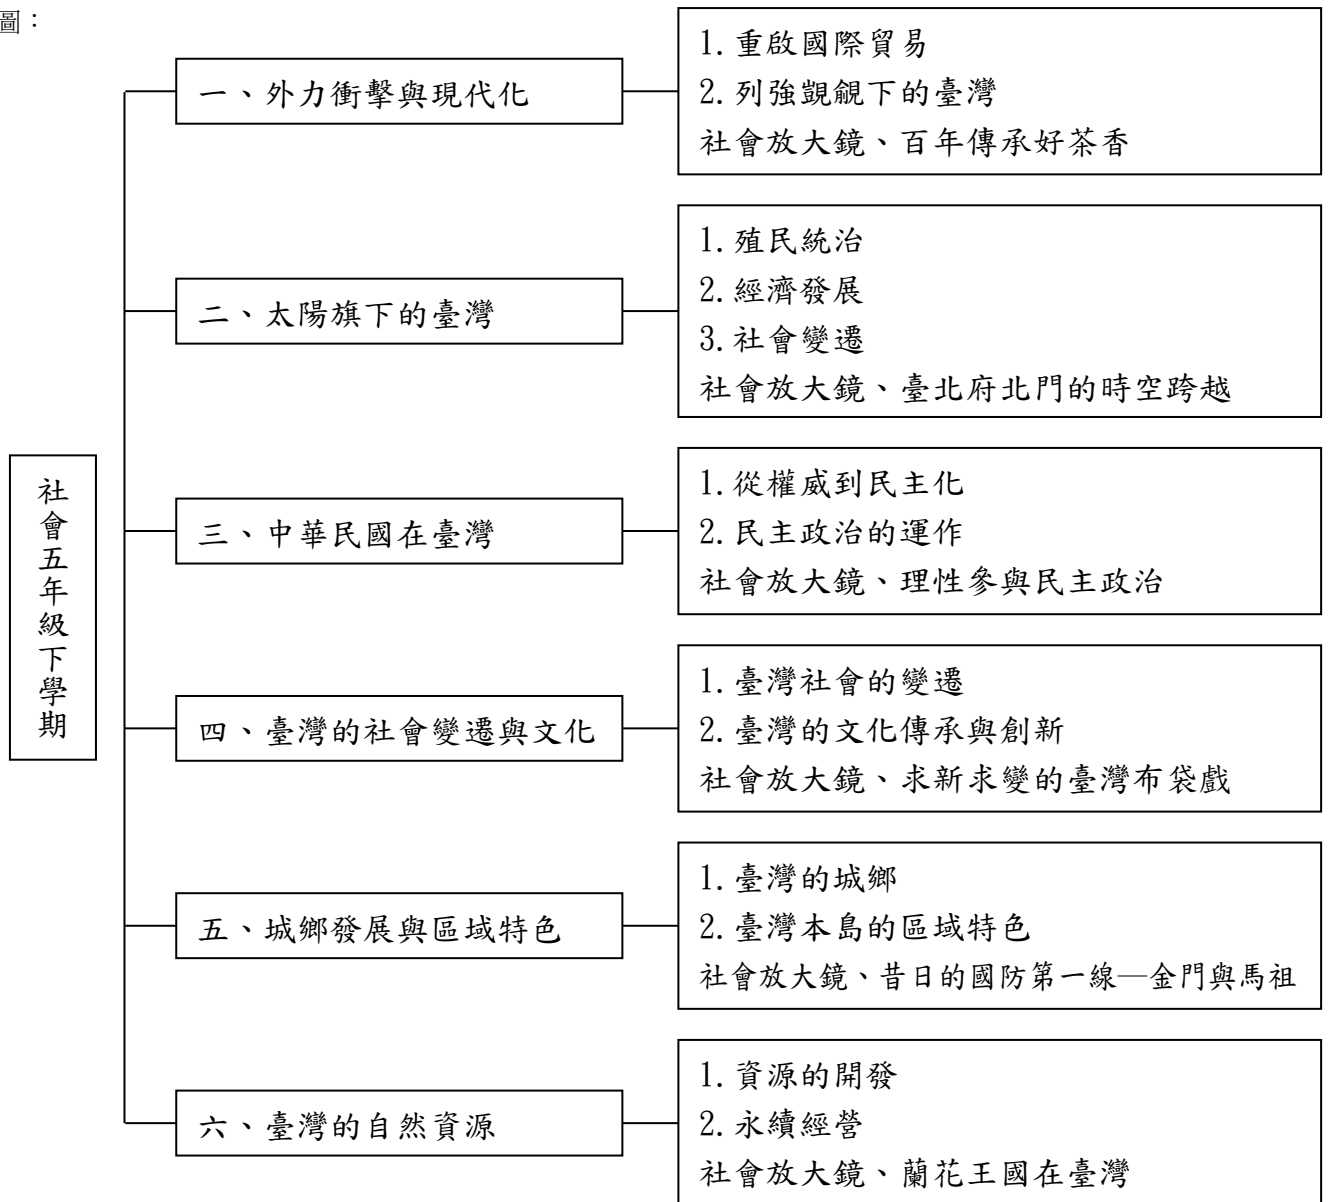 圖：
社會五年級下學期
一、外力衝擊與現代化
1.重啟國際貿易
2.列強覬覦下的臺灣
社會放大鏡、百年傳承好茶香
二、太陽旗下的臺灣
1.殖民統治
2.經濟發展
3.社會變遷
社會放大鏡、臺北府北門的時空跨越
三、中華民國在臺灣
1.從權威到民主化
2.民主政治的運作
社會放大鏡、理性參與民主政治
四、臺灣的社會變遷與文化
1.臺灣社會的變遷
2.臺灣的文化傳承與創新
社會放大鏡、求新求變的臺灣布袋戲
五、城鄉發展與區域特色
1.臺灣的城鄉
2.臺灣本島的區域特色
社會放大鏡、昔日的國防第一線—金門與馬祖
六、臺灣的自然資源
1.資源的開發
2.永續經營
社會放大鏡、蘭花王國在臺灣